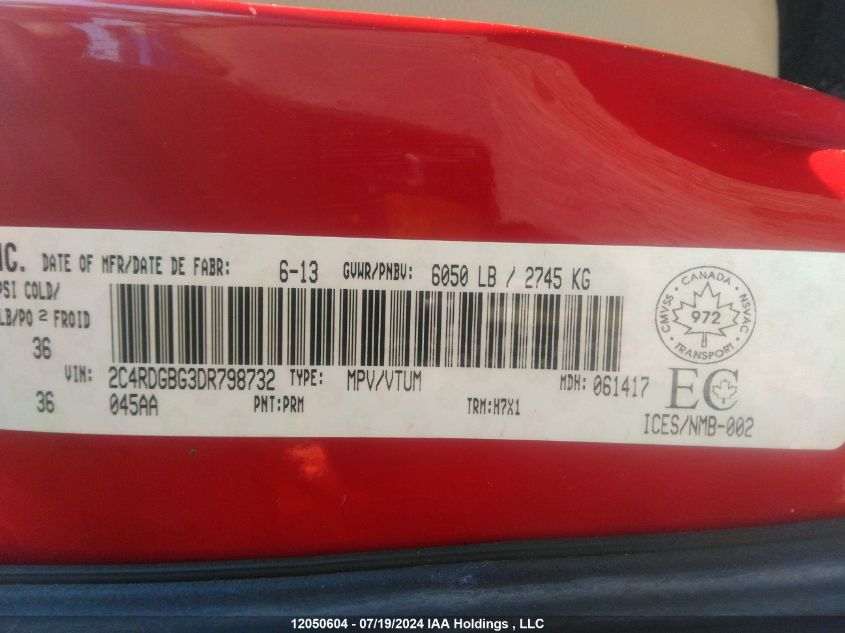 NC. DATE OF MFR/DATE DE FABR: 6-13 GVWR/PNBV: 6050 LB / 2745 KG
PSI COLD/
LB/PO 2 FROID
36
VIN: 2C4RDGBG3DR798732 TYPE: MPV/VTUM MDH: 061417
36 045AA PNT:PRM TRM:H7X1
CANADA
CMVSS 972 NSVAC
TRANSPORT
EC
ICES/NMB-002
12050604 - 07/19/2024 IAA Holdings , LLC